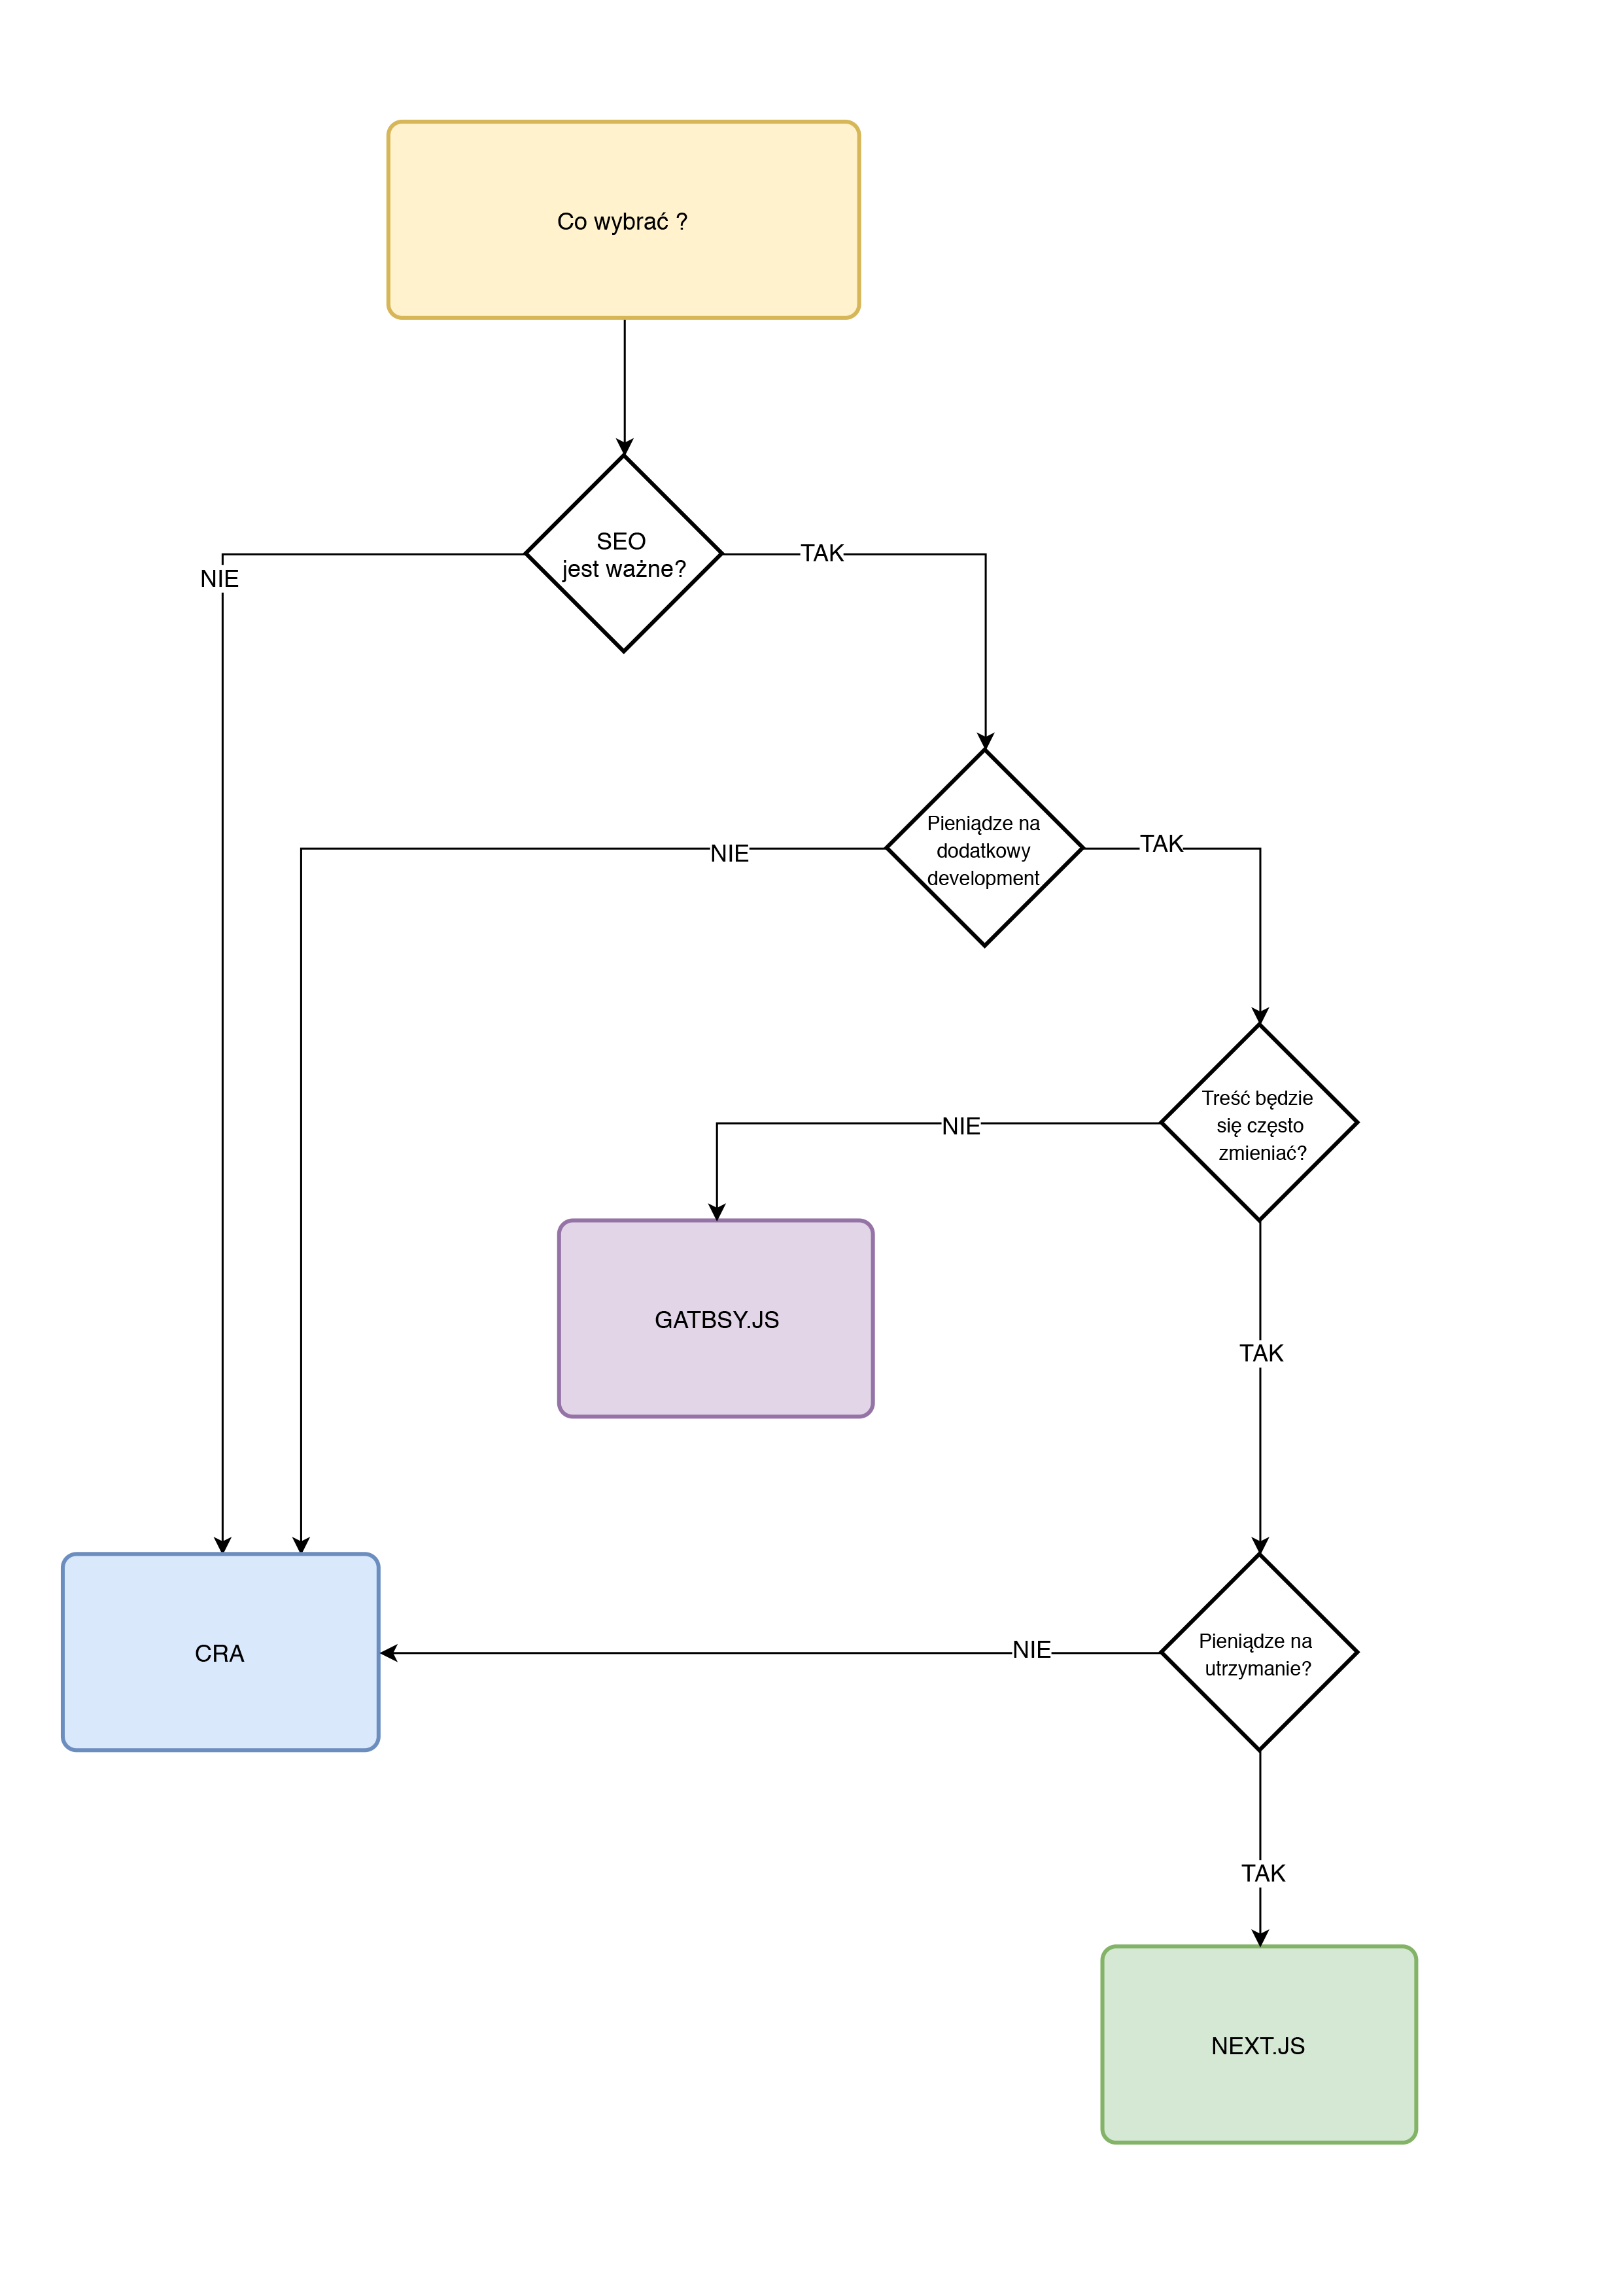 Co wybrać ?
SEO
jest ważne?
NIE
TAK
Pieniądze na
dodatkowy
development
NIE
TAK
Treść będzie
się często
zmieniać?
NIE
GATBSY.JS
TAK
CRA
NIE
Pieniądze na
utrzymanie?
TAK
NEXT.JS